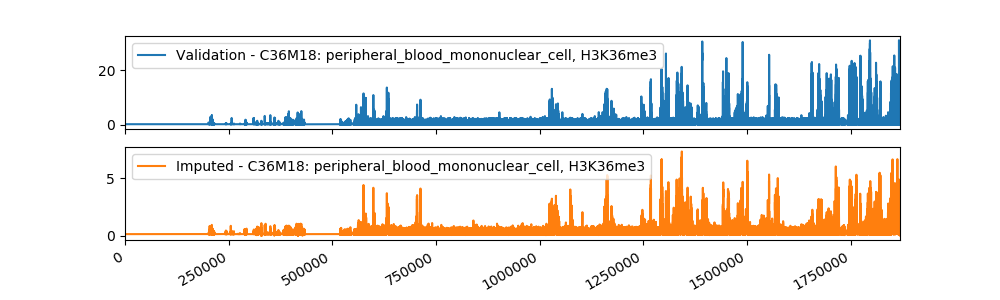 Validation - C36M18: peripheral_blood_mononuclear_cell, H3K36me3
20
0
Imputed - C36M18: peripheral_blood_mononuclear_cell, H3K36me3
5
0
0 250000 500000 750000 1000000 1250000 1500000 1750000